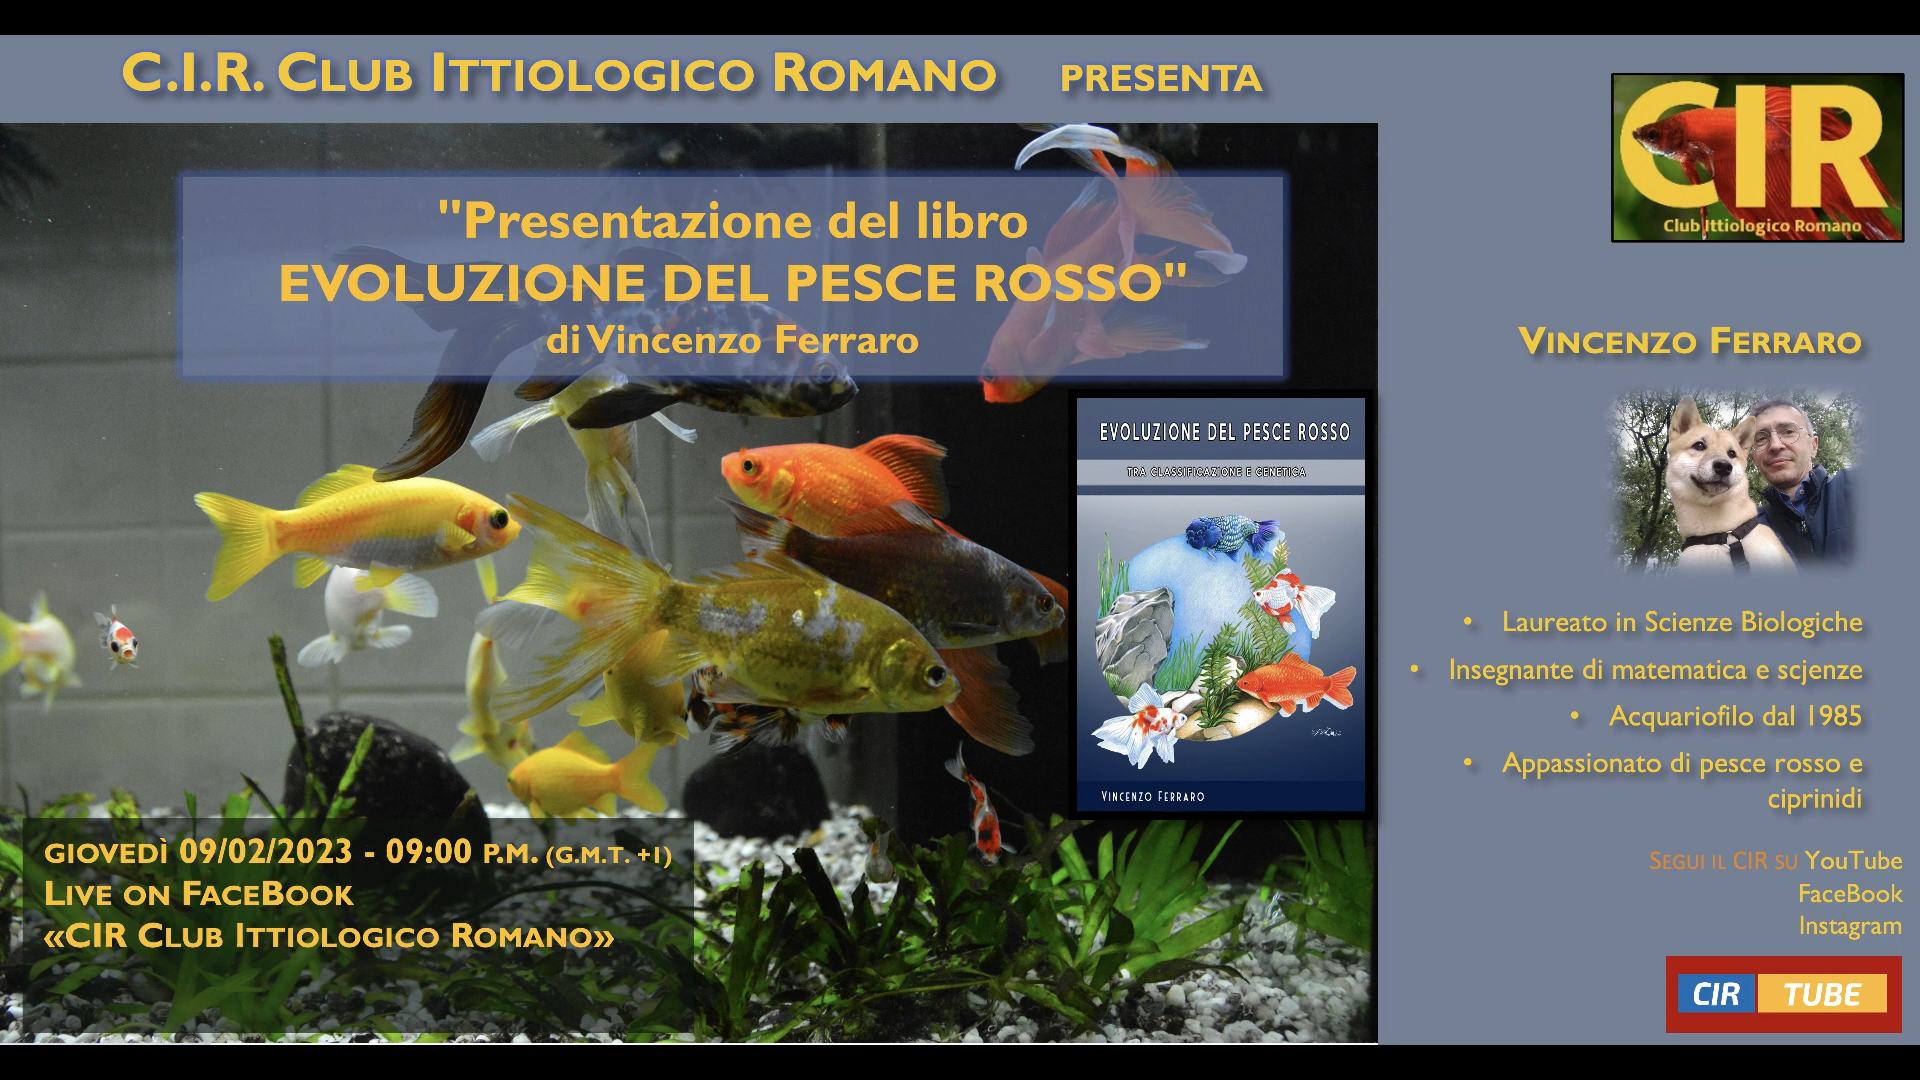 C.I.R. CLUB ITTIOLOGICO ROMANO PRESENTA
CIR
Club Ittiologico Romano
"Presentazione del libro
EVOLUZIONE DEL PESCE ROSSO"
di Vincenzo Ferraro
EVOLUZIONE DEL PESCE ROSSO
TRA CLASSIFICAZIONE E GENETICA
VINCENZO FERRARO
GIOVEDÌ 09/02/2023 - 09:00 P.M. (G.M.T. +1)
LIVE ON FACEBOOK
«CIR CLUB ITTIOLOGICO ROMANO»
VINCENZO FERRARO
• Laureato in Scienze Biologiche
• Insegnante di matematica e scjenze
• Acquariofilo dal 1985
• Appassionato di pesce rosso e
ciprinidi
SEGUI IL CIR SU YouTube
FaceBook
Instagram
CIR TUBE